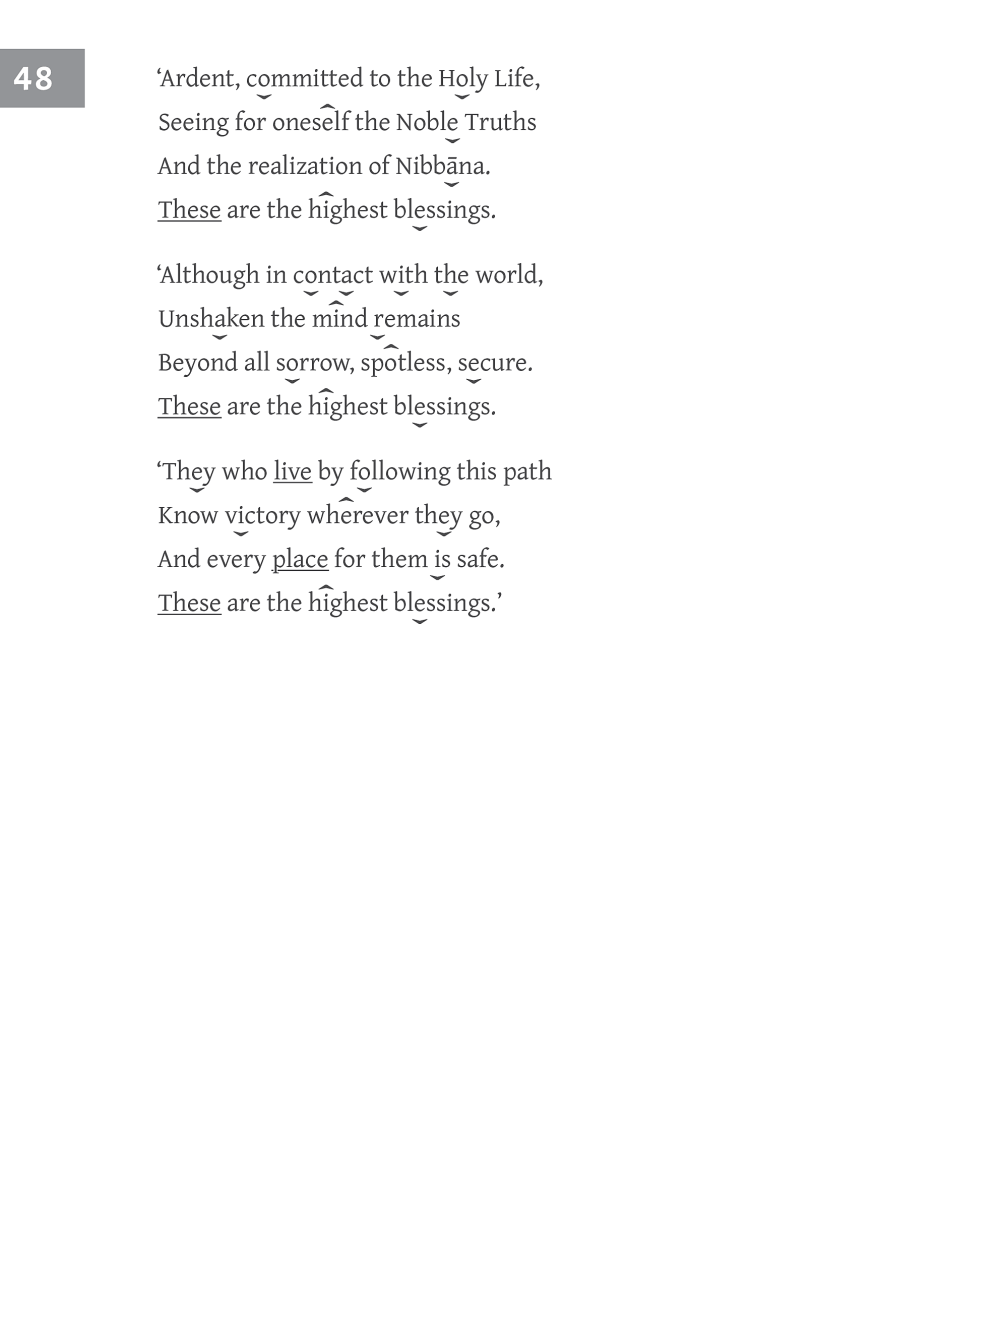 48
‘Ardent, committed to the Holy Life,
Seeing for oneself the Noble Truths
And the realization of Nibbāna.
These are the highest blessings.
‘Although in contact with the world,
Unshaken the mind remains
Beyond all sorrow, spotless, secure.
These are the highest blessings.
‘They who live by following this path
Know victory wherever they go,
And every place for them is safe.
These are the highest blessings.’